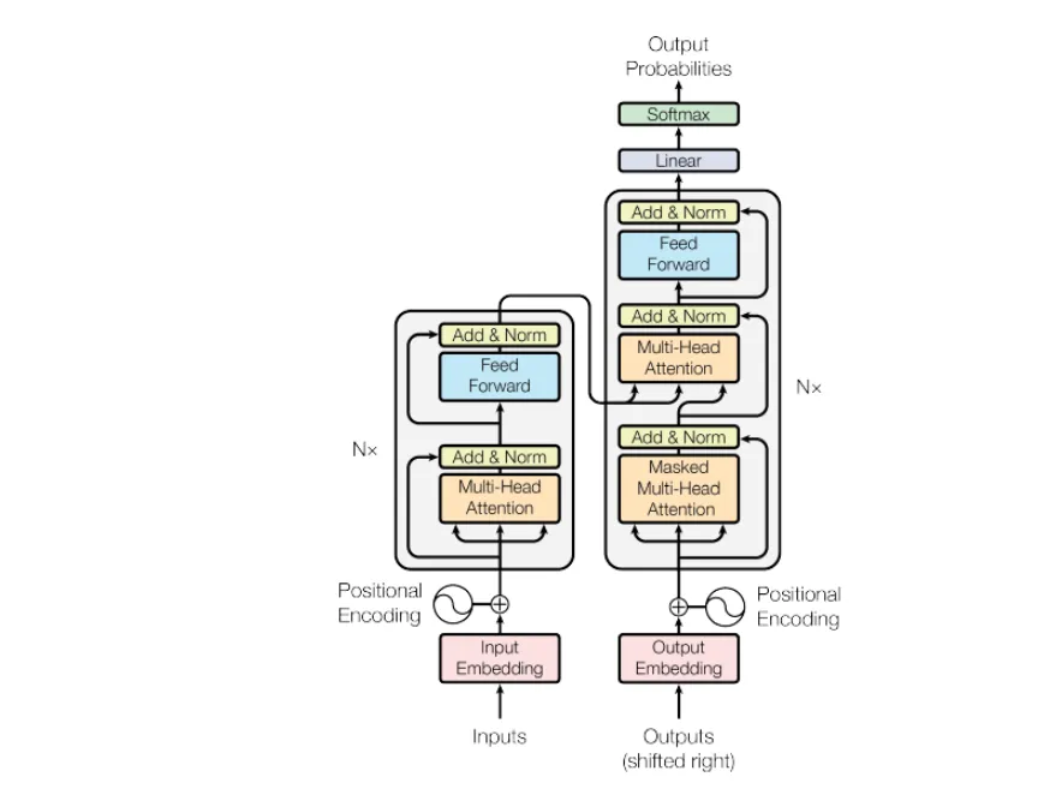 Output
Probabilities
Softmax
Linear
Add & Norm
Feed
Forward
Add & Norm
Multi-Head
Attention
Nx
Add & Norm
Masked
Multi-Head
Attention
Add & Norm
Feed
Forward
Nx
Add & Norm
Multi-Head
Attention
Positional
Encoding
Positional
Encoding
Input
Embedding
Output
Embedding
Inputs
Outputs
(shifted right)